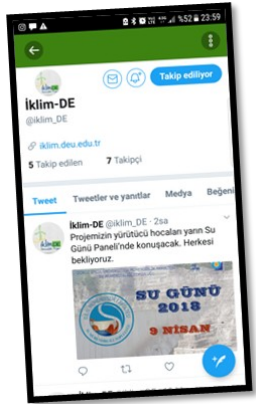 %52 23:59
Takip ediliyor
İklim-DE
@iklim_DE
iklim.deu.edu.tr
5 Takip edilen 7 Takipçi
Tweet Tweetler ve yanıtlar Medya Beğeni
İklim-DE @iklim_DE · 2sa
Projemizin yürütücü hocaları yarın Su
Günü Paneli'nde konuşacak. Herkesi
bekliyoruz.
SU GÜNÜ
2018
9 NİSAN